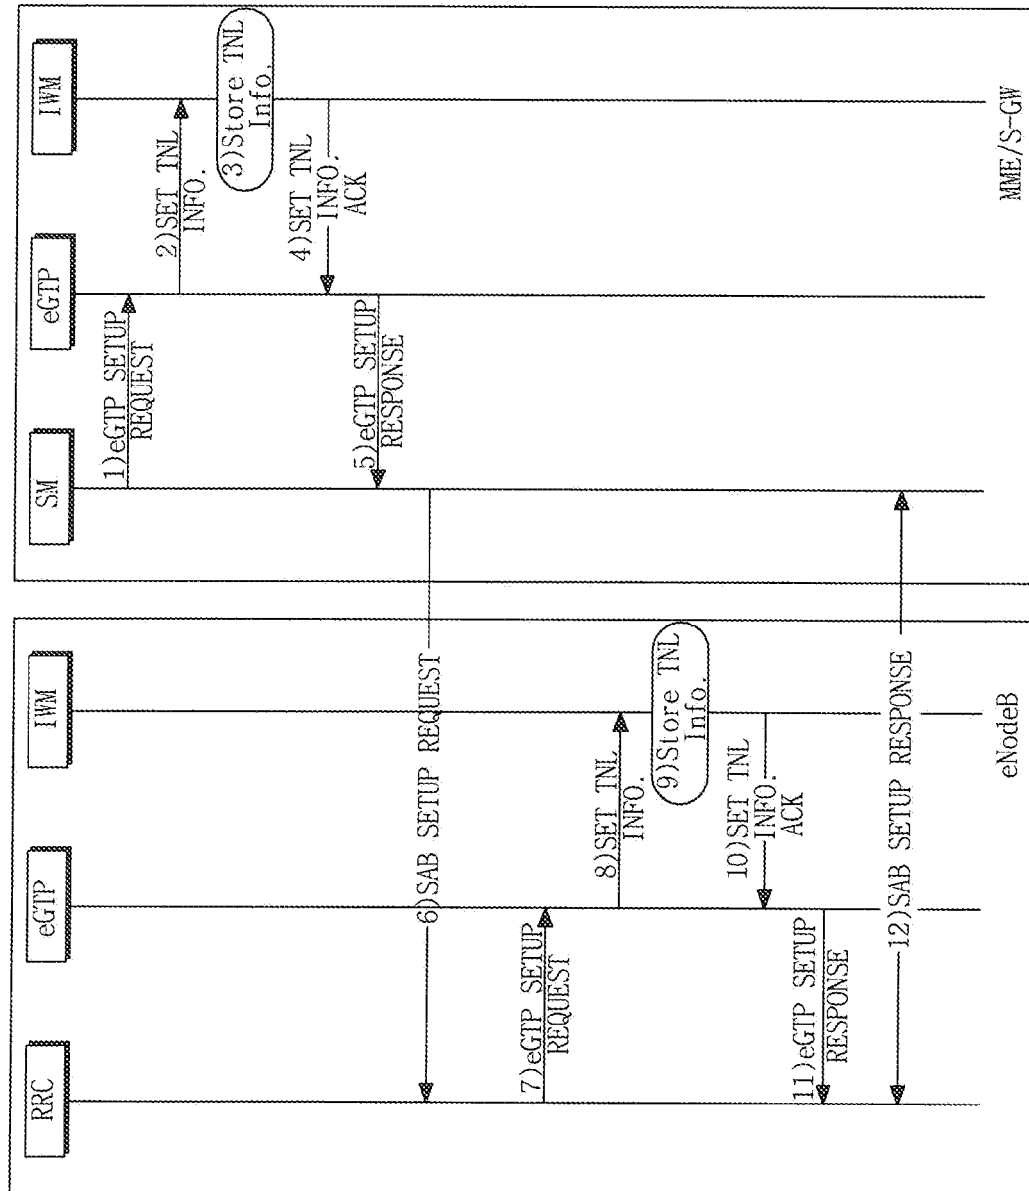 RRC
eGTP
IWM
SM
eGTP
IWM
1)eGTP SETUP
REQUEST
2)SET TNL
INFO.
3)Store TNL
Info.
4)SET TNL
INFO.
ACK
5)eGTP SETUP
RESPONSE
6)SAB SETUP REQUEST
7)eGTP SETUP
REQUEST
8)SET TNL
INFO.
9)Store TNL
Info.
10)SET TNL
INFO.
ACK
11)eGTP SETUP
RESPONSE
12)SAB SETUP RESPONSE
eNodeB
MME/S-GW